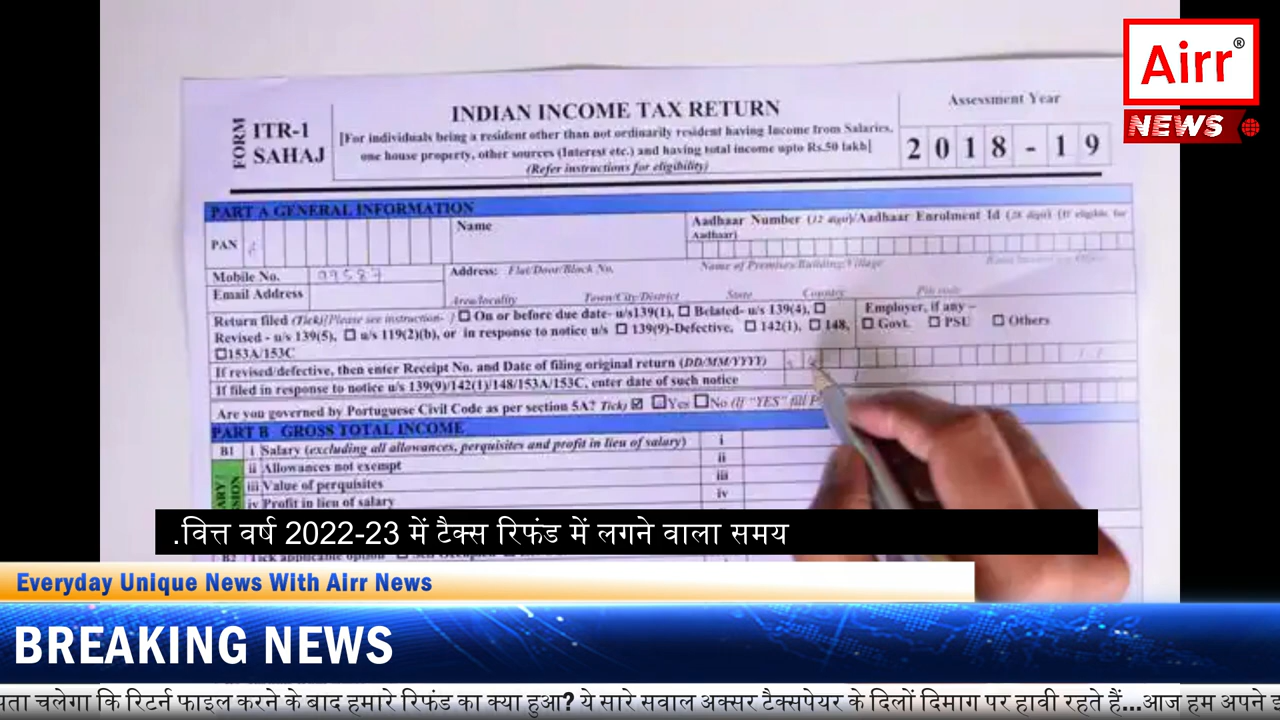 Airr®
NEWS
FORM
ITR-1
SAHAJ
INDIAN INCOME TAX RETURN
[For individuals being a resident other than not ordinarily resident having Income from Salaries,
one house property, other sources (Interest etc.) and having total income upto Rs.50 lakh]
(Refer instructions for eligibility)
Assessment Year
2018-19
PART A GENERAL INFORMATION
PAN
Name
Aadhaar Number (12 digit)/Aadhaar Enrolment Id (28 digit) (If eligible for
Aadhaar)
Mobile No. 99587
Email Address
Address: Flat/Door/Block No.
Name of Premises/Building/Village
Area/locality
Town/City/District
State
Country
Pin code
Return filed (Tick)[Please see instruction- ] ☐ On or before due date- u/s139(1), ☐ Belated- u/s 139(4), ☐
Revised - u/s 139(5), ☐ u/s 119(2)(b), or in response to notice u/s ☐ 139(9)-Defective, ☐ 142(1), ☐ 148,
☐153A/153C
Employer, if any –
☐ Govt. ☐ PSU ☐ Others
If revised/defective, then enter Receipt No. and Date of filing original return (DD/MM/YYYY)
If filed in response to notice u/s 139(9)/142(1)/148/153A/153C, enter date of such notice
Are you governed by Portuguese Civil Code as per section 5A? Tick) ☑ ☐Yes ☐No (If "YES" fill
PART B GROSS TOTAL INCOME
B1 i Salary (excluding all allowances, perquisites and profit in lieu of salary) i
ii Allowances not exempt ii
iii Value of perquisites iii
iv Profit in lieu of salary iv
.वित्त वर्ष 2022-23 में टैक्स रिफंड में लगने वाला समय
Everyday Unique News With Airr News
BREAKING NEWS
चलेगा कि रिटर्न फाइल करने के बाद हमारे रिफंड का क्या हुआ? ये सारे सवाल अक्सर टैक्सपेयर के दिलों दिमाग पर हावी रहते हैं...आज हम अपने